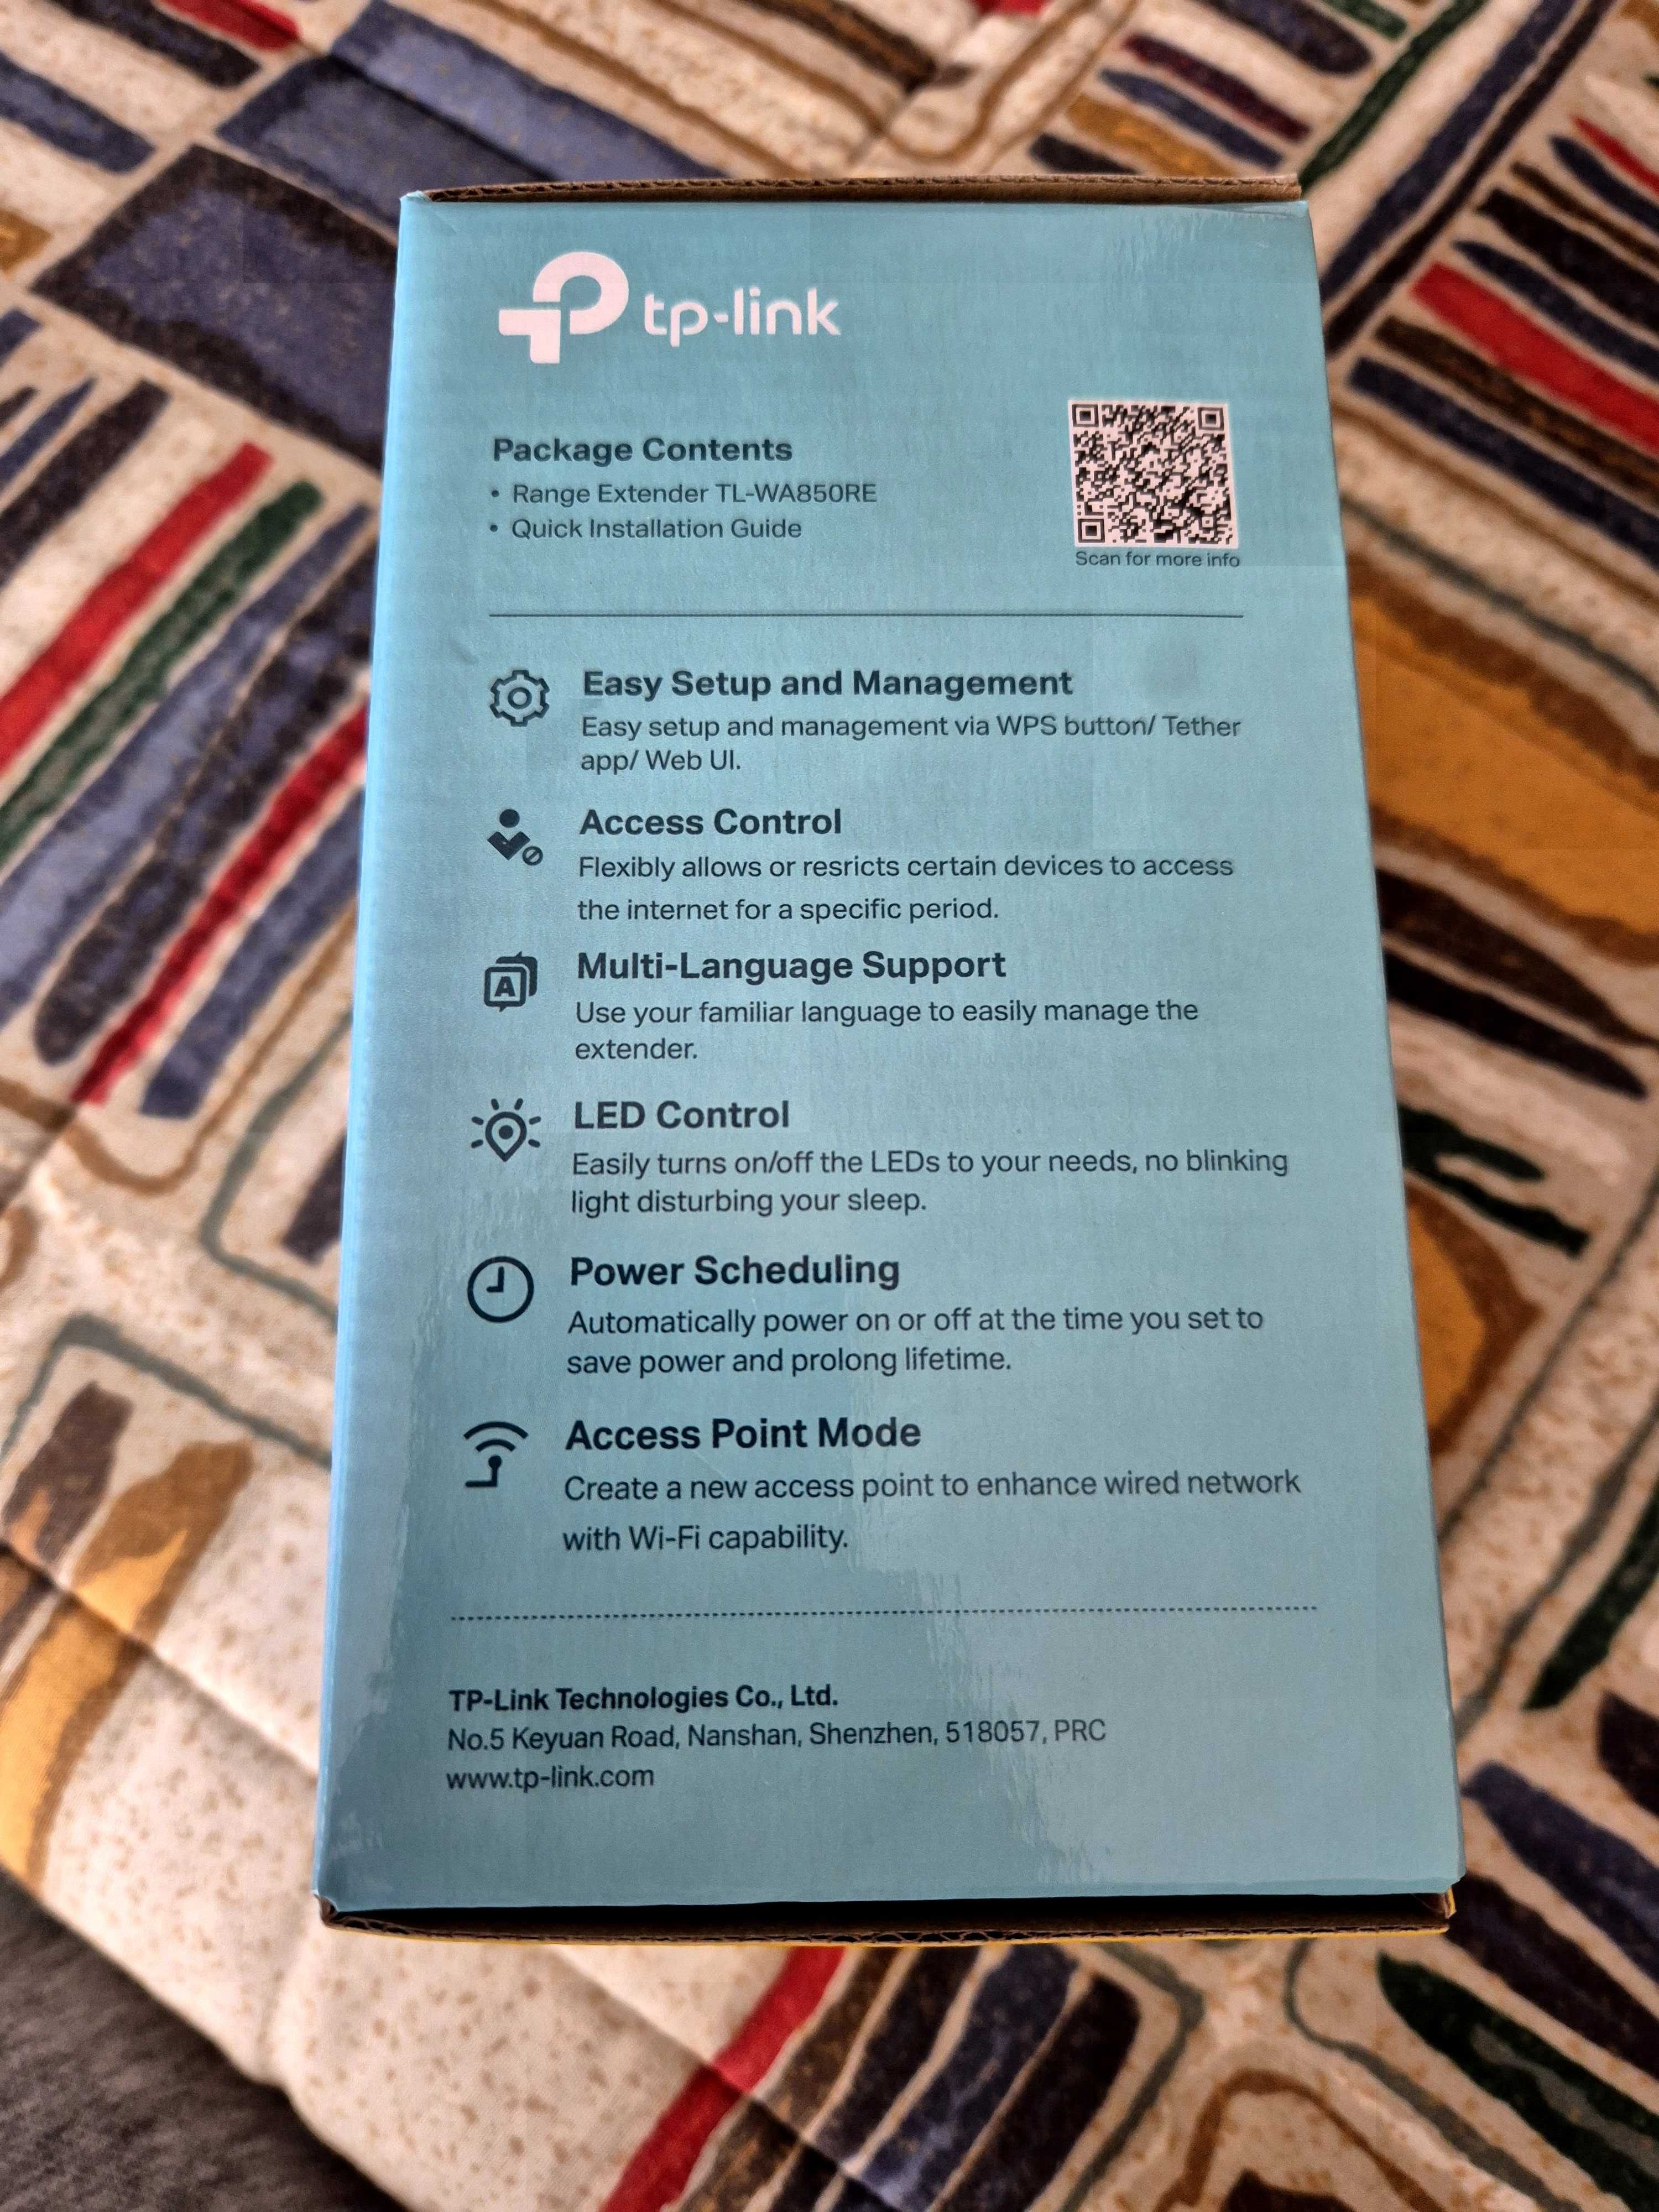 tp-link
Package Contents
• Range Extender TL-WA850RE
• Quick Installation Guide
Scan for more info
Easy Setup and Management
Easy setup and management via WPS button/ Tether
app/ Web UI.
Access Control
Flexibly allows or resricts certain devices to access
the internet for a specific period.
A
Multi-Language Support
Use your familiar language to easily manage the
extender.
LED Control
Easily turns on/off the LEDs to your needs, no blinking
light disturbing your sleep.
Power Scheduling
Automatically power on or off at the time you set to
save power and prolong lifetime.
Access Point Mode
Create a new access point to enhance wired network
with Wi-Fi capability.
TP-Link Technologies Co., Ltd.
No.5 Keyuan Road, Nanshan, Shenzhen, 518057, PRC
www.tp-link.com